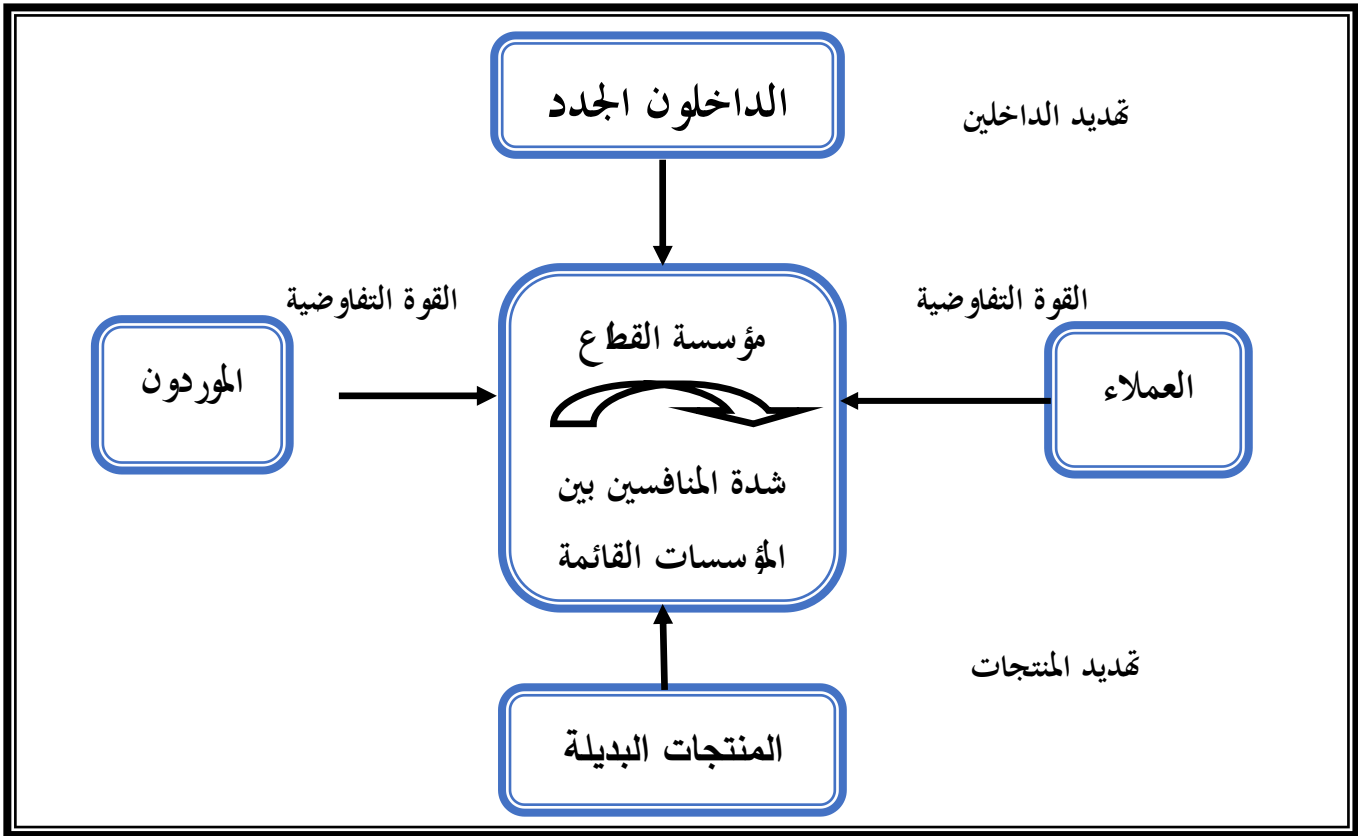 الداخلون الجدد
تهديد الداخلين
القوة التفاوضية
القوة التفاوضية
العملاء
مؤسسة القطاع
شدة المنافسين بين
المؤسسات القائمة
الموردون
تهديد المنتجات
المنتجات البديلة